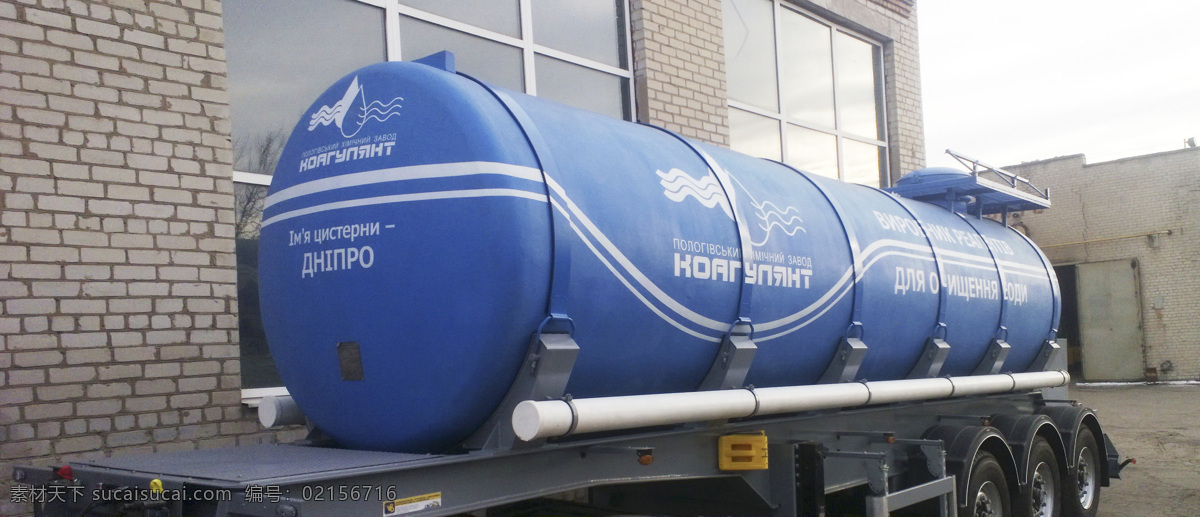 ПОЛОГІВСЬКИЙ ХІМІЧНИЙ ЗАВОД
КОАГУЛЯНТ
Ім'я цистерни –
ДНІПРО
ПОЛОГІВСЬКИЙ ХІМІЧНИЙ ЗАВОД
КОАГУЛЯНТ
ВИРОБНИК РЕАГЕНТІВ
ДЛЯ ОЧИЩЕННЯ ВОДИ
素材天下 sucaisucai.com 编号：02156716